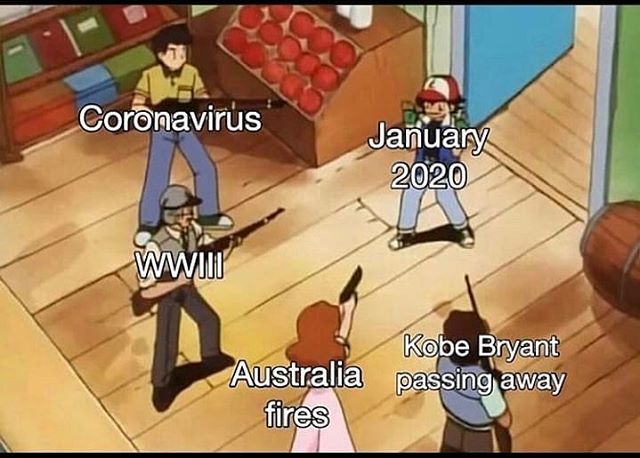 Coronavirus
January
2020
WWIII
Australia
fires
Kobe Bryant
passing away